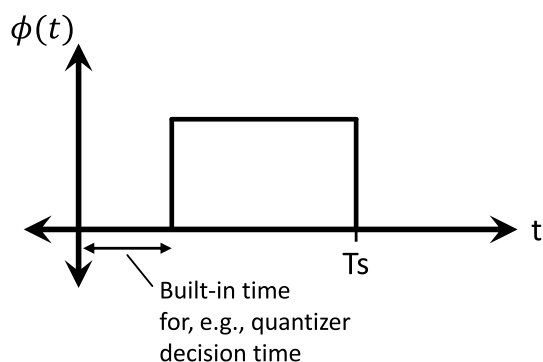 ϕ(t)
t
Ts
Built-in time
for, e.g., quantizer
decision time